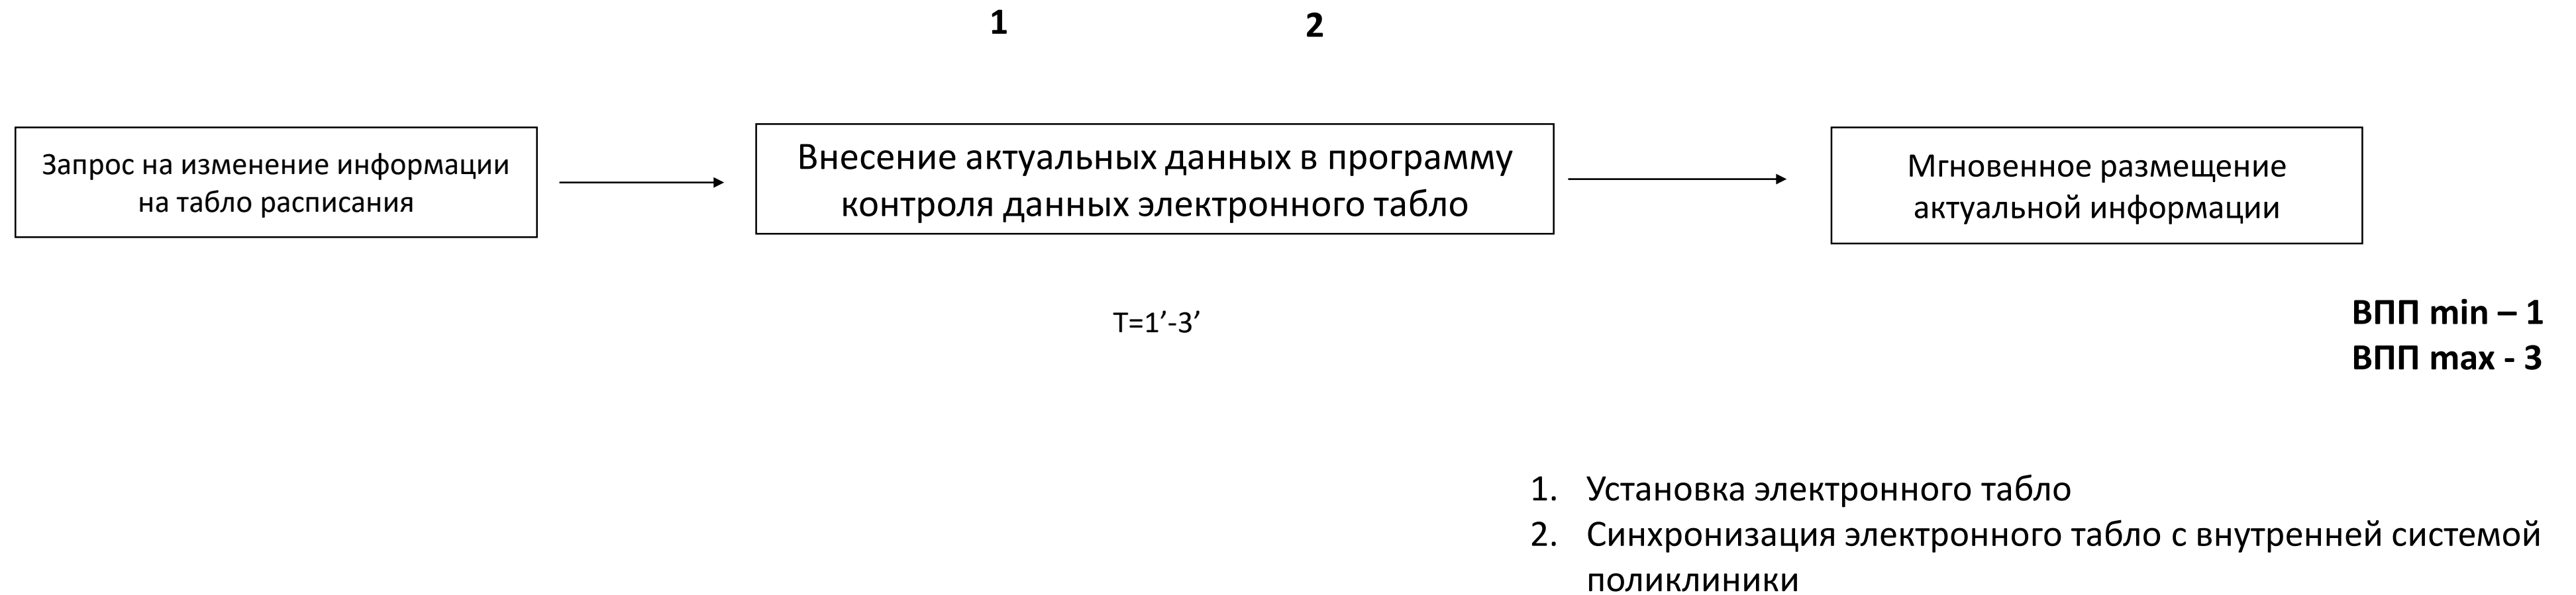 1
2
Запрос на изменение информации
на табло расписания
Внесение актуальных данных в программу
контроля данных электронного табло
Мгновенное размещение
актуальной информации
T=1’-3’
ВПП min – 1
ВПП max - 3
1. Установка электронного табло
2. Синхронизация электронного табло с внутренней системой
поликлиники